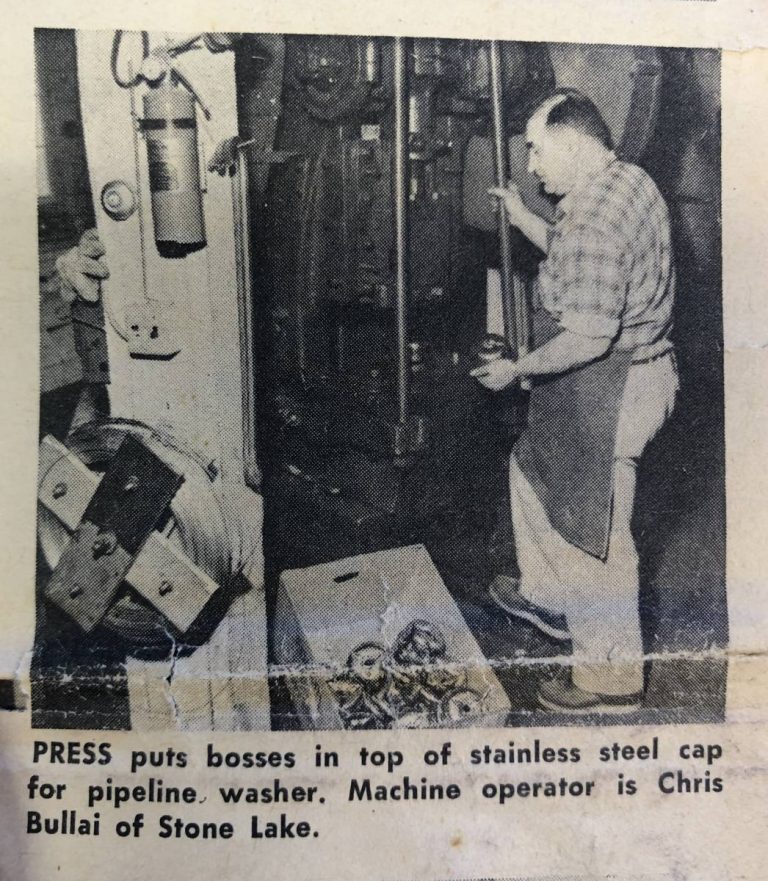 PRESS puts bosses in top of stainless steel cap
for pipeline washer. Machine operator is Chris
Bullai of Stone Lake.